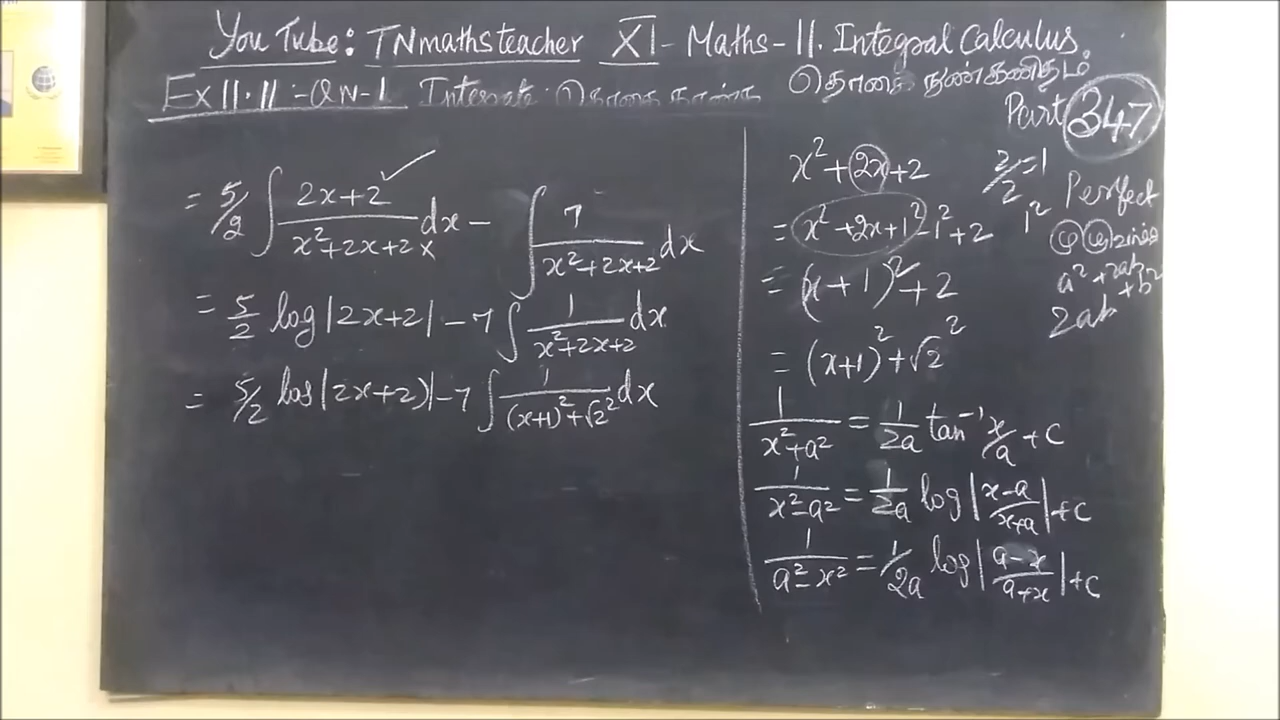 You Tube: TNmathsteacher XI - Maths - 11. Integral Calculus.
Ex 11.11 :- QN-1 Integrate : தொகை காண்க தொகை நுண்கணிதம்
Part 347
= 5/2 ∫ (2x+2)/(x²+2x+2) dx - ∫ 7/(x²+2x+2) dx
= 5/2 log|2x+2| - 7 ∫ 1/(x²+2x+2) dx
= 5/2 log|2x+2)| - 7 ∫ 1/((x+1)²+√2²) dx
x²+2x+2 2/2=1
= x²+2x+1²-1²+2 1²
= (x+1)²+2
= (x+1)²+√2²
1/(x²+a²) = 1/2a tan⁻¹ x/a + c
1/(x²-a²) = 1/2a log|(x-a)/(x+a)|+c
1/(a²-x²) = 1/2a log|(a-x)/(a+x)|+c
Perfect
a²+2ab+b²
2ab